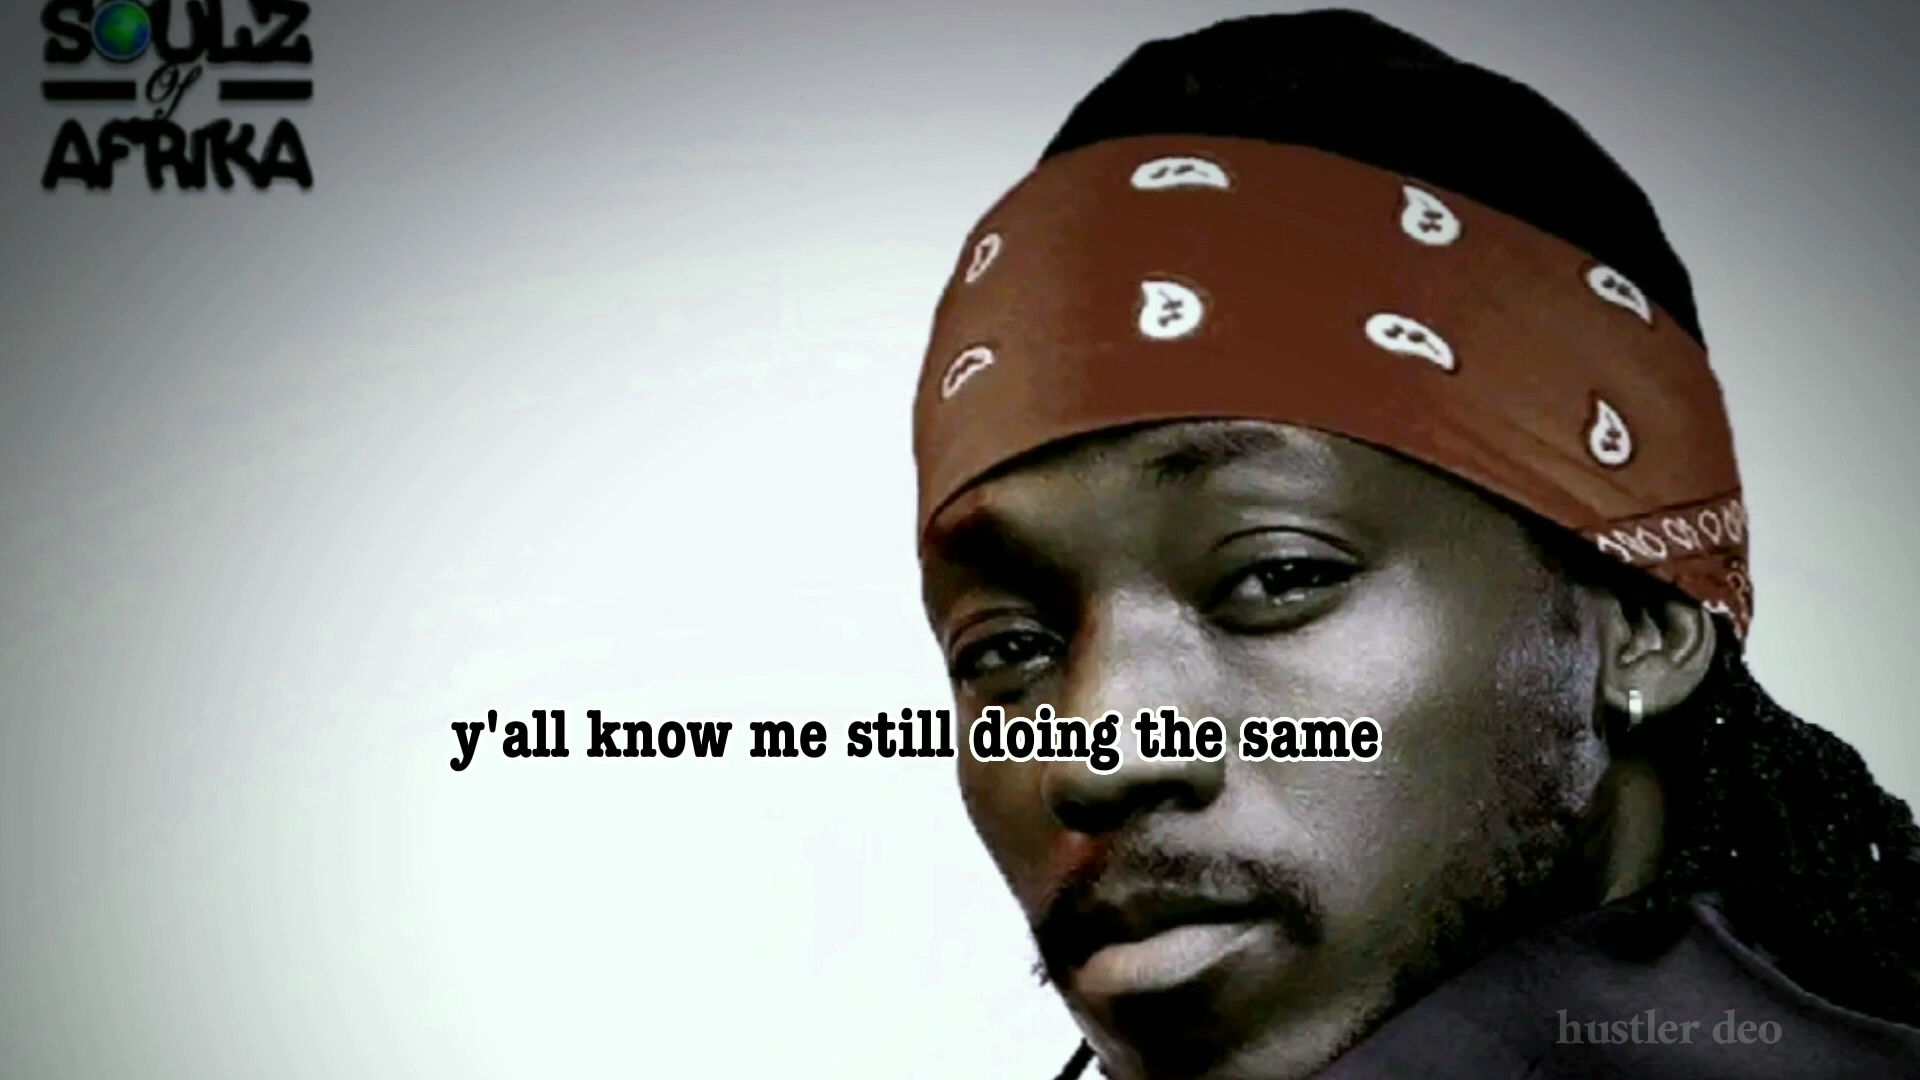 SOULZ
Of
AFRIKA
y'all know me still doing the same
hustler deo